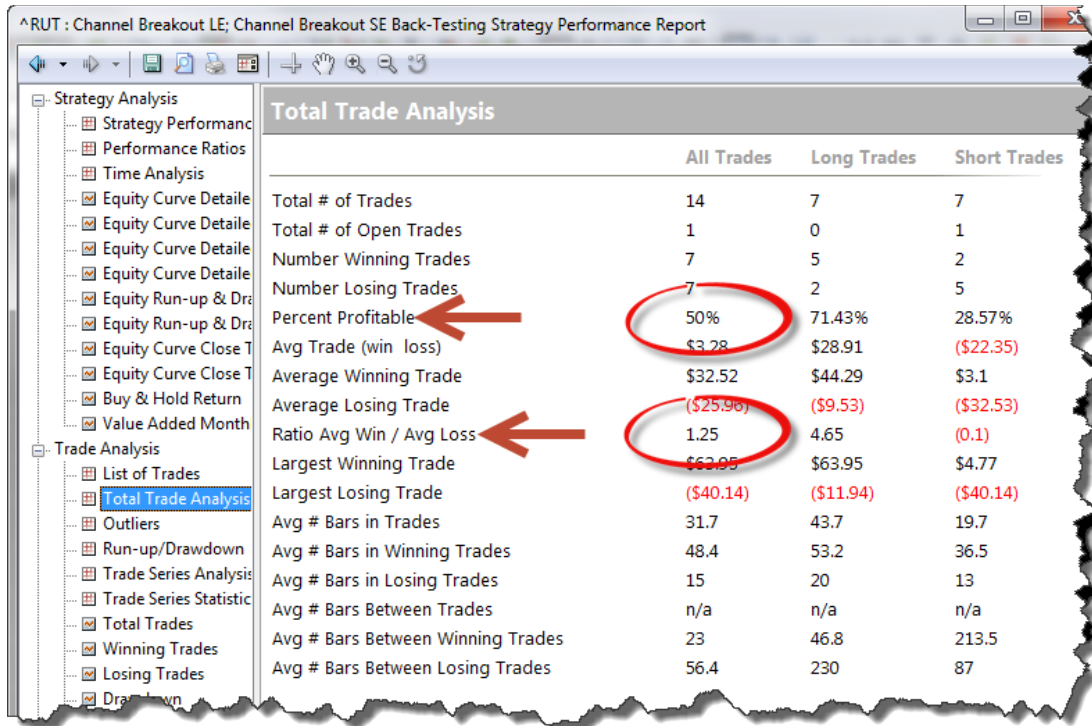 ^RUT : Channel Breakout LE; Channel Breakout SE Back-Testing Strategy Performance Report
Strategy Analysis
Strategy Performanc
Performance Ratios
Time Analysis
Equity Curve Detaile
Equity Curve Detaile
Equity Curve Detaile
Equity Curve Detaile
Equity Run-up & Dra
Equity Run-up & Dra
Equity Curve Close T
Equity Curve Close T
Buy & Hold Return
Value Added Month
Trade Analysis
List of Trades
Total Trade Analysis
Outliers
Run-up/Drawdown
Trade Series Analysis
Trade Series Statistic
Total Trades
Winning Trades
Losing Trades
Total Trade Analysis
All Trades Long Trades Short Trades
Total # of Trades 14 7 7
Total # of Open Trades 1 0 1
Number Winning Trades 7 5 2
Number Losing Trades 7 2 5
Percent Profitable 50% 71.43% 28.57%
Avg Trade (win loss) $3.28 $28.91 ($22.35)
Average Winning Trade $32.52 $44.29 $3.1
Average Losing Trade ($25.96) ($9.53) ($32.53)
Ratio Avg Win / Avg Loss 1.25 4.65 (0.1)
Largest Winning Trade $63.95 $63.95 $4.77
Largest Losing Trade ($40.14) ($11.94) ($40.14)
Avg # Bars in Trades 31.7 43.7 19.7
Avg # Bars in Winning Trades 48.4 53.2 36.5
Avg # Bars in Losing Trades 15 20 13
Avg # Bars Between Trades n/a n/a n/a
Avg # Bars Between Winning Trades 23 46.8 213.5
Avg # Bars Between Losing Trades 56.4 230 87